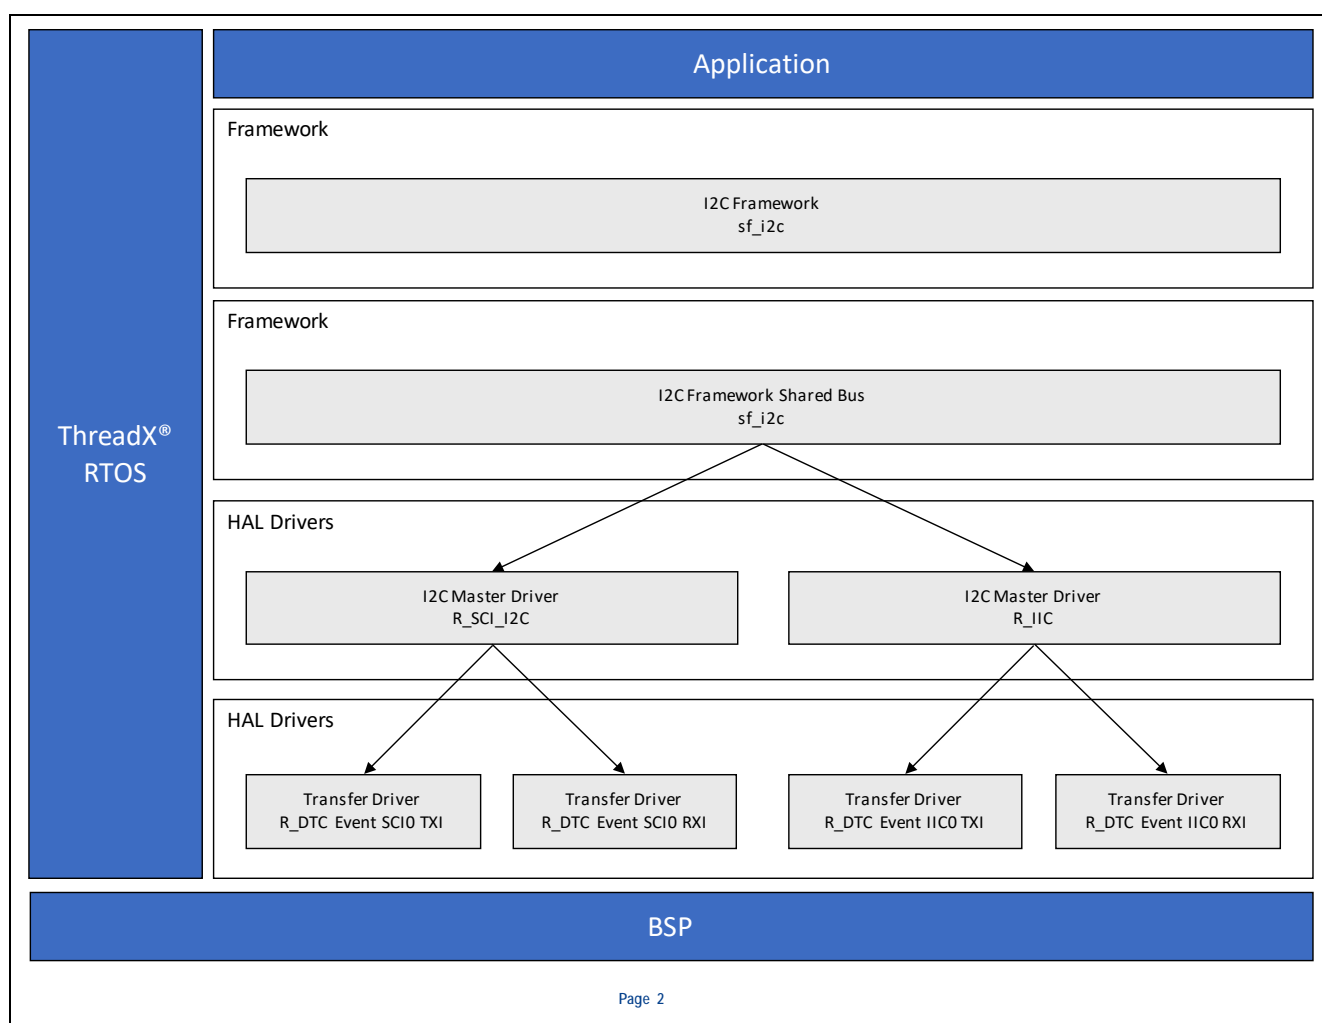 Application
Framework
I2C Framework
sf_i2c
Framework
I2C Framework Shared Bus
sf_i2c
ThreadX®
RTOS
HAL Drivers
I2C Master Driver
R_SCI_I2C
I2C Master Driver
R_IIC
HAL Drivers
Transfer Driver
R_DTC Event SCI0 TXI
Transfer Driver
R_DTC Event SCI0 RXI
Transfer Driver
R_DTC Event IIC0 TXI
Transfer Driver
R_DTC Event IIC0 RXI
BSP
Page 2